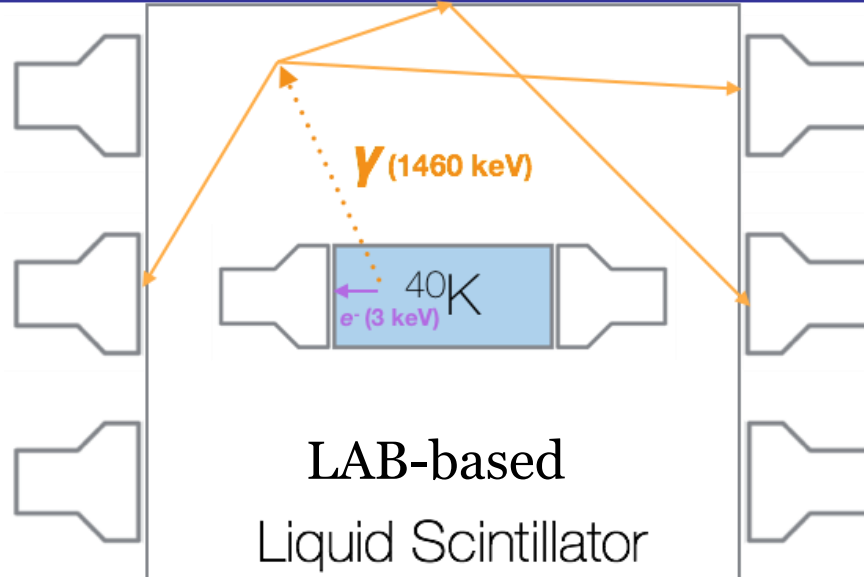 γ (1460 keV)
⁴⁰K
e⁻ (3 keV)
LAB-based
Liquid Scintillator